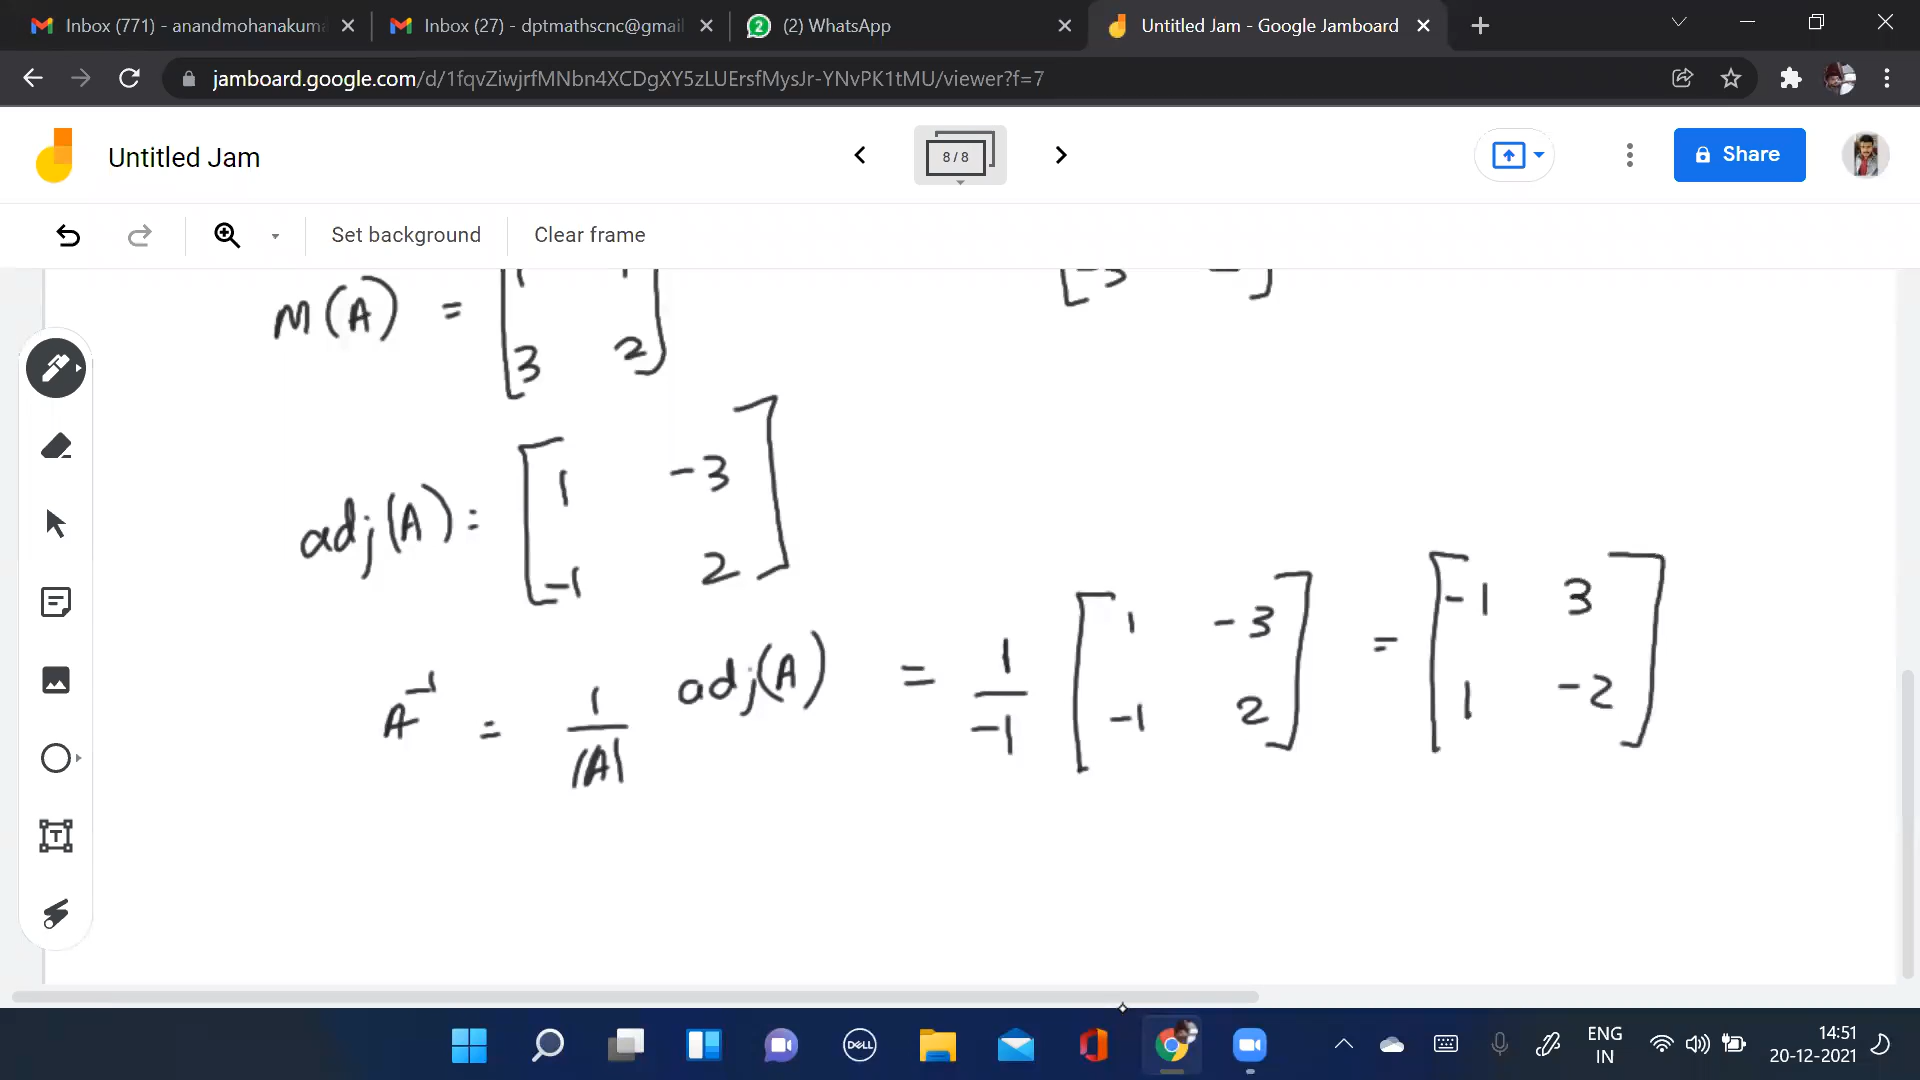 Inbox (771) - anandmohanakuma
Inbox (27) - dptmathscnc@gmail
2 (2) WhatsApp
Untitled Jam - Google Jamboard
jamboard.google.com/d/1fqvZiwjrfMNbn4XCDgXY5zLUErsfMysJr-YNvPK1tMU/viewer?f=7
Untitled Jam
8 / 8
Share
Set background
Clear frame
M(A) = [
3 2]
adj(A) = [1 -3
-1 2]
A⁻¹ = 1/|A| adj(A) = 1/-1 [1 -3
-1 2] = [-1 3
1 -2]
DELL
ENG
IN
14:51
20-12-2021